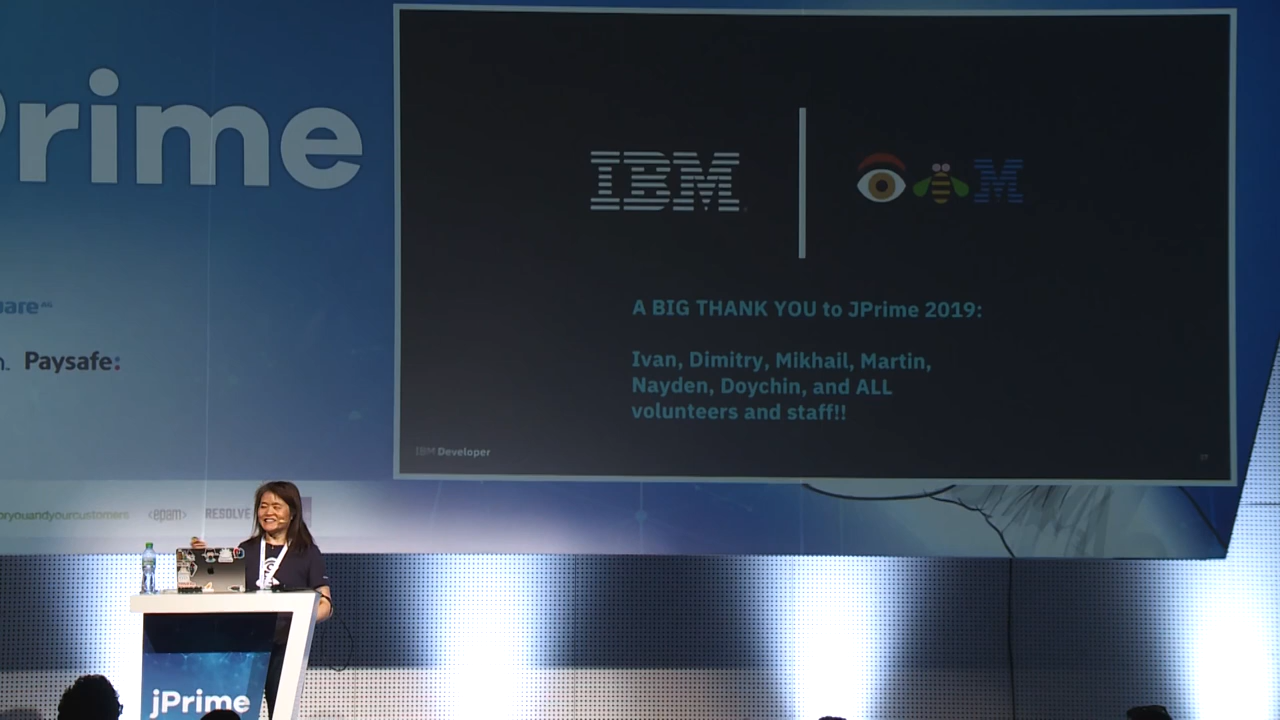 Prime
IBM
M
A BIG THANK YOU to JPrime 2019:
Ivan, Dimitry, Mikhail, Martin,
Nayden, Doychin, and ALL
volunteers and staff!!
IBM Developer
Paysafe:
oryouandyourcustomers
<epam>
RESOLVE
jPrime